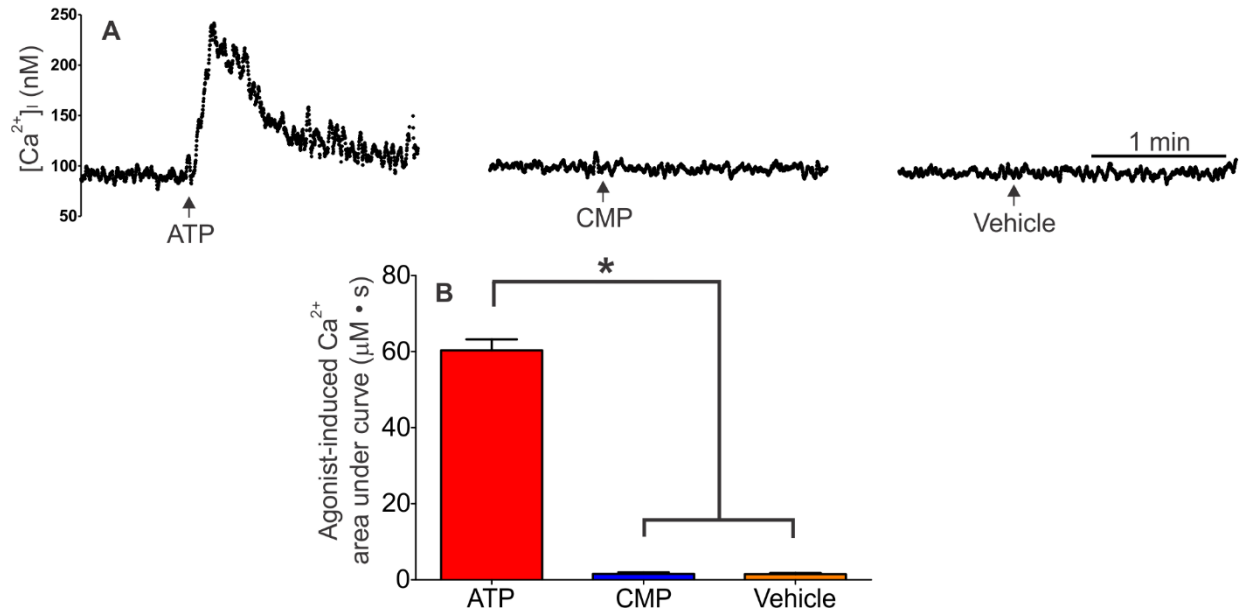 A
250
200
150
100
50
[Ca²⁺]ᵢ (nM)
ATP
CMP
Vehicle
1 min
B
*
80
60
40
20
0
Agonist-induced Ca²⁺
area under curve (μM • s)
ATP
CMP
Vehicle